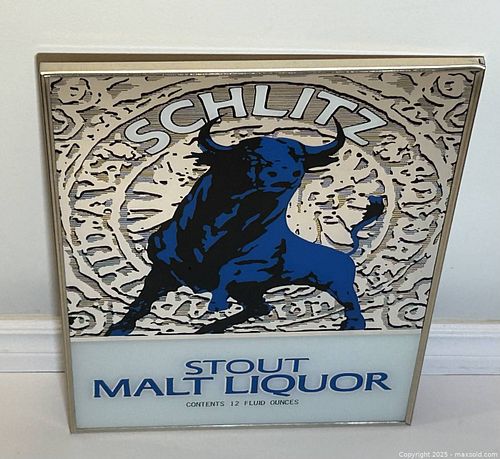 SCHLITZ
STOUT
MALT LIQUOR
CONTENTS 12 FLUID OUNCES
Copyright 2025 - maxsold.com